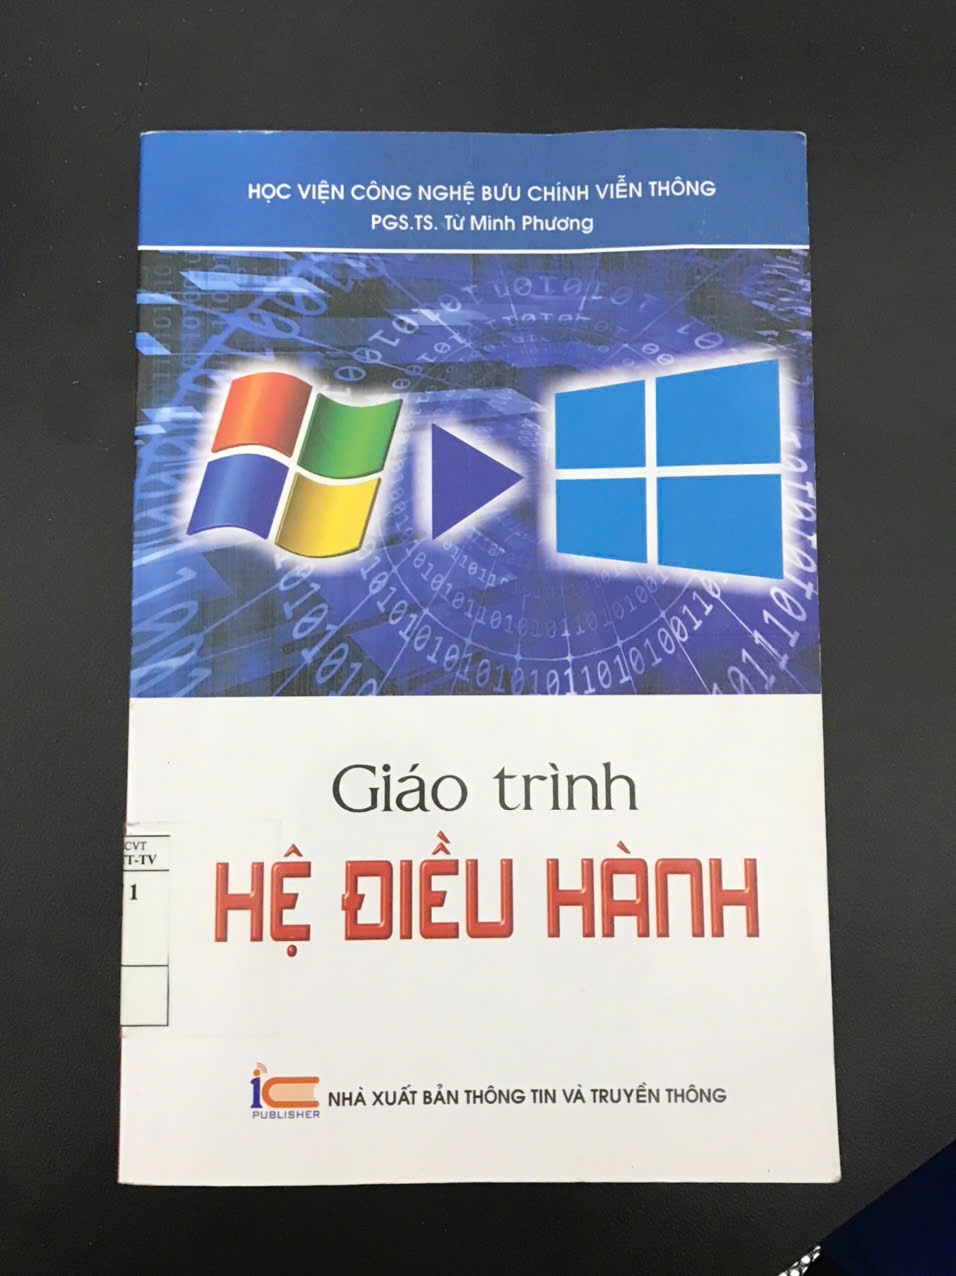 HỌC VIỆN CÔNG NGHỆ BƯU CHÍNH VIỄN THÔNG
PGS.TS. Từ Minh Phương
Giáo trình
HỆ ĐIỀU HÀNH
CVT
T-TV
1
iC
PUBLISHER
NHÀ XUẤT BẢN THÔNG TIN VÀ TRUYỀN THÔNG